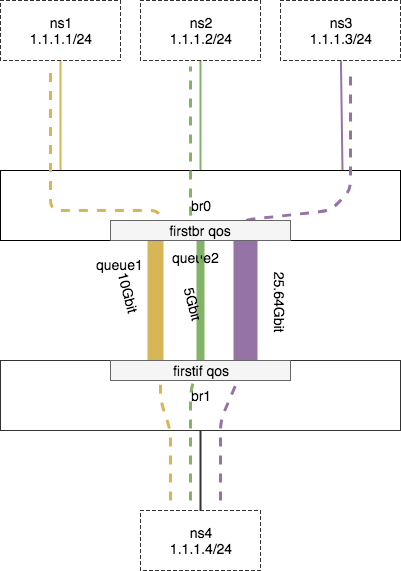 ns1
1.1.1.1/24
ns2
1.1.1.2/24
ns3
1.1.1.3/24
br0
firstbr qos
queue1
queue2
10Gbit
5Gbit
25.64Gbit
firstif qos
br1
ns4
1.1.1.4/24